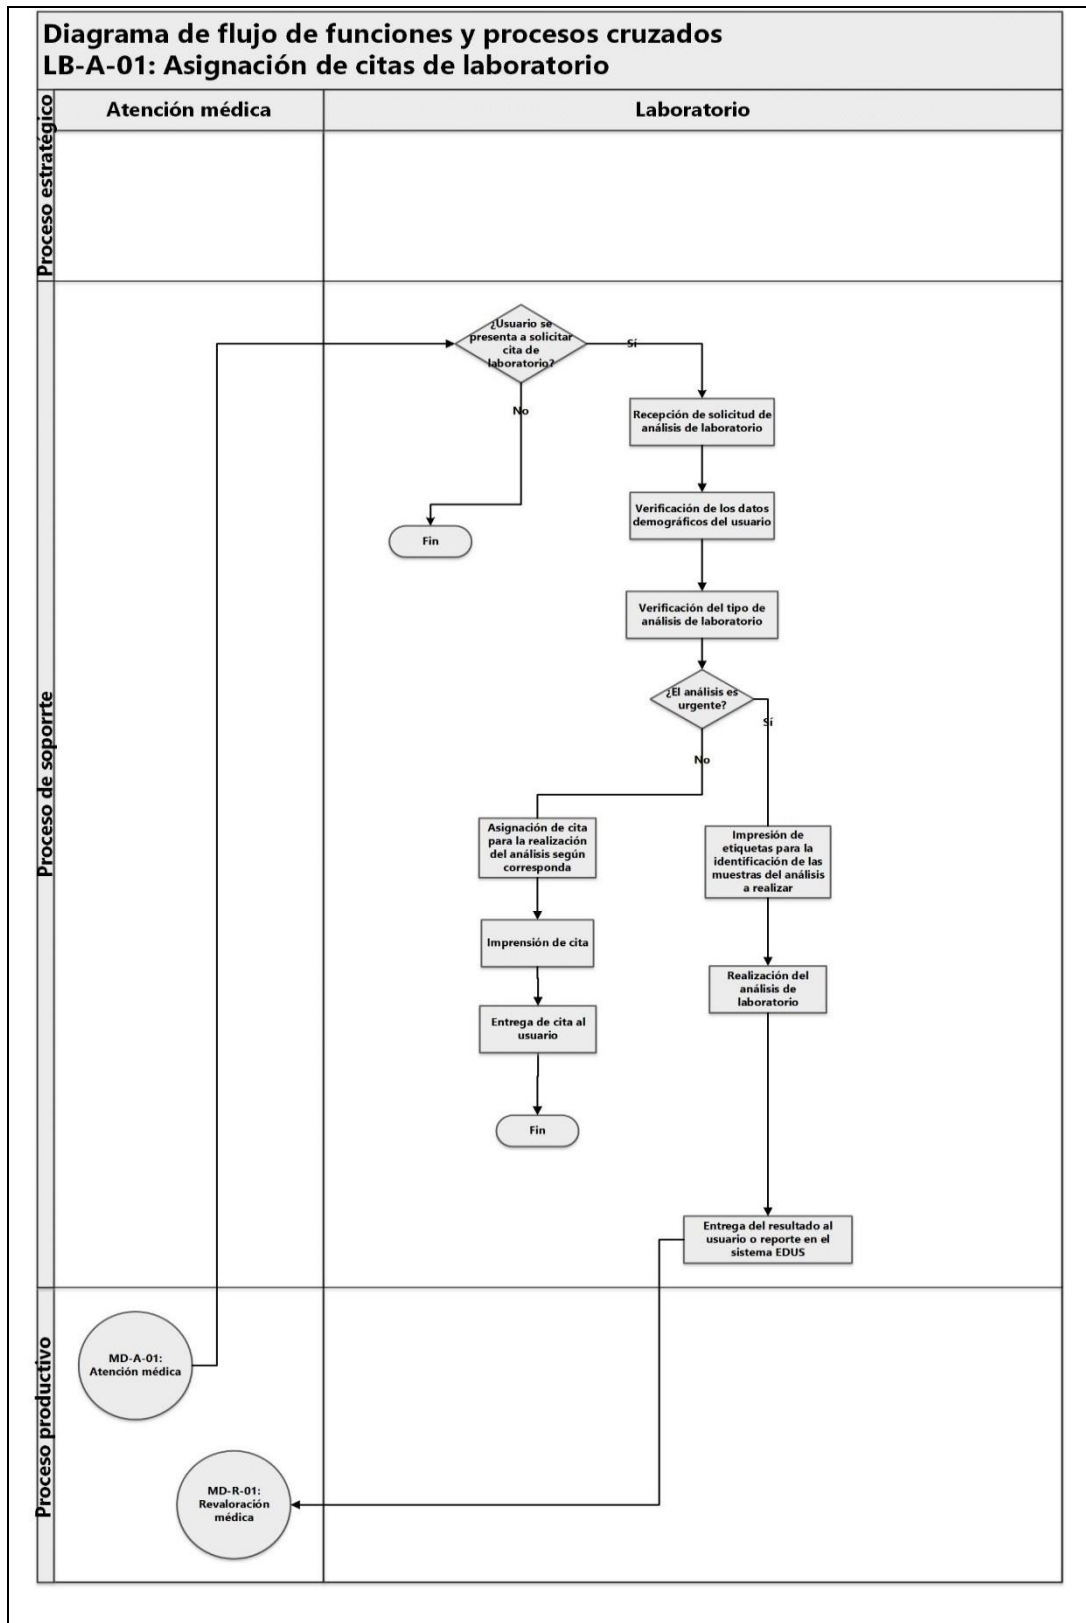 Diagrama de flujo de funciones y procesos cruzados
LB-A-01: Asignación de citas de laboratorio
Atención médica
Laboratorio
Proceso estratégico
Proceso de soporrte
¿Usuario se
presenta a solicitar
cita de
laboratorio?
Sí
No
Recepción de solicitud de
análisis de laboratorio
Verificación de los datos
demográficos del usuario
Fin
Verificación del tipo de
análisis de laboratorio
¿El análisis es
urgente?
Sí
No
Asignación de cita
para la realización
del análisis según
corresponda
Impresión de
etiquetas para la
identificación de las
muestras del análisis
a realizar
Imprensión de cita
Realización del
análisis de
laboratorio
Entrega de cita al
usuario
Fin
Entrega del resultado al
usuario o reporte en el
sistema EDUS
Proceso productivo
MD-A-01:
Atención médica
MD-R-01:
Revaloración
médica